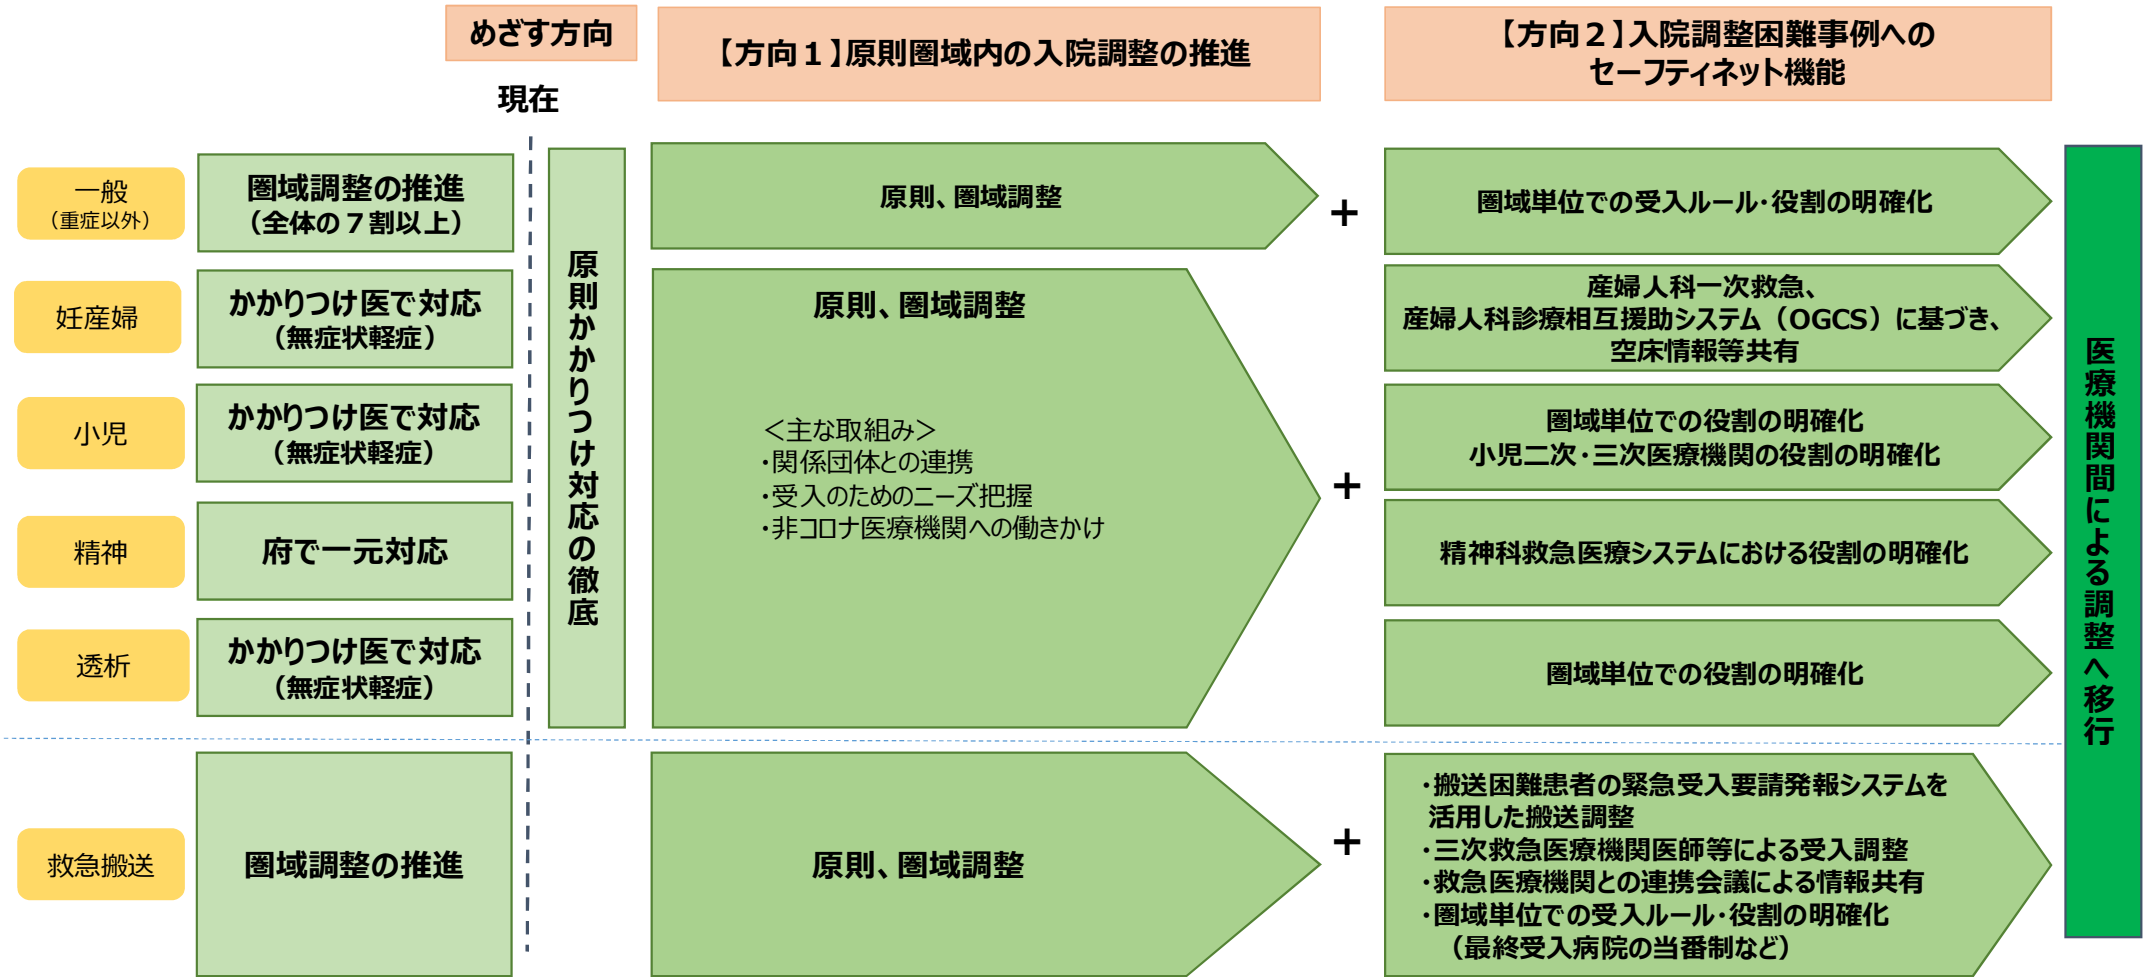 めざす方向
【方向１】原則圏域内の入院調整の推進
【方向２】入院調整困難事例への
セーフティネット機能
現在
一般
（重症以外）
圏域調整の推進
（全体の７割以上）
原則かかりつけ対応の徹底
原則、圏域調整
＋
圏域単位での受入ルール・役割の明確化
妊産婦
かかりつけ医で対応
（無症状軽症）
原則、圏域調整
＜主な取組み＞
・関係団体との連携
・受入のためのニーズ把握
・非コロナ医療機関への働きかけ
＋
産婦人科一次救急、
産婦人科診療相互援助システム（OGCS）に基づき、
空床情報等共有
小児
かかりつけ医で対応
（無症状軽症）
圏域単位での役割の明確化
小児二次・三次医療機関の役割の明確化
精神
府で一元対応
精神科救急医療システムにおける役割の明確化
透析
かかりつけ医で対応
（無症状軽症）
圏域単位での役割の明確化
救急搬送
圏域調整の推進
原則、圏域調整
＋
・搬送困難患者の緊急受入要請発報システムを
活用した搬送調整
・三次救急医療機関医師等による受入調整
・救急医療機関との連携会議による情報共有
・圏域単位での受入ルール・役割の明確化
（最終受入病院の当番制など）
医療機関間による調整へ移行